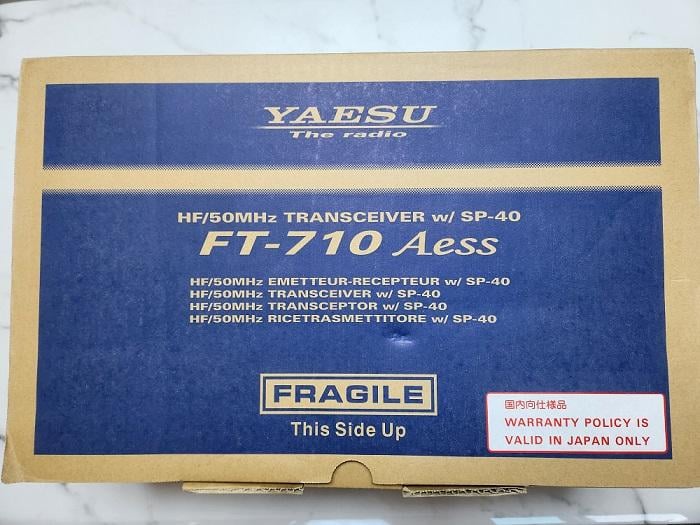 YAESU
The radio
HF/50MHz TRANSCEIVER w/ SP-40
FT-710 Aess
HF/50MHz EMETTEUR-RECEPTEUR w/ SP-40
HF/50MHz TRANSCEIVER w/ SP-40
HF/50MHz TRANSCEPTOR w/ SP-40
HF/50MHz RICETRASMETTITORE w/ SP-40
FRAGILE
This Side Up
国内向仕様品
WARRANTY POLICY IS
VALID IN JAPAN ONLY